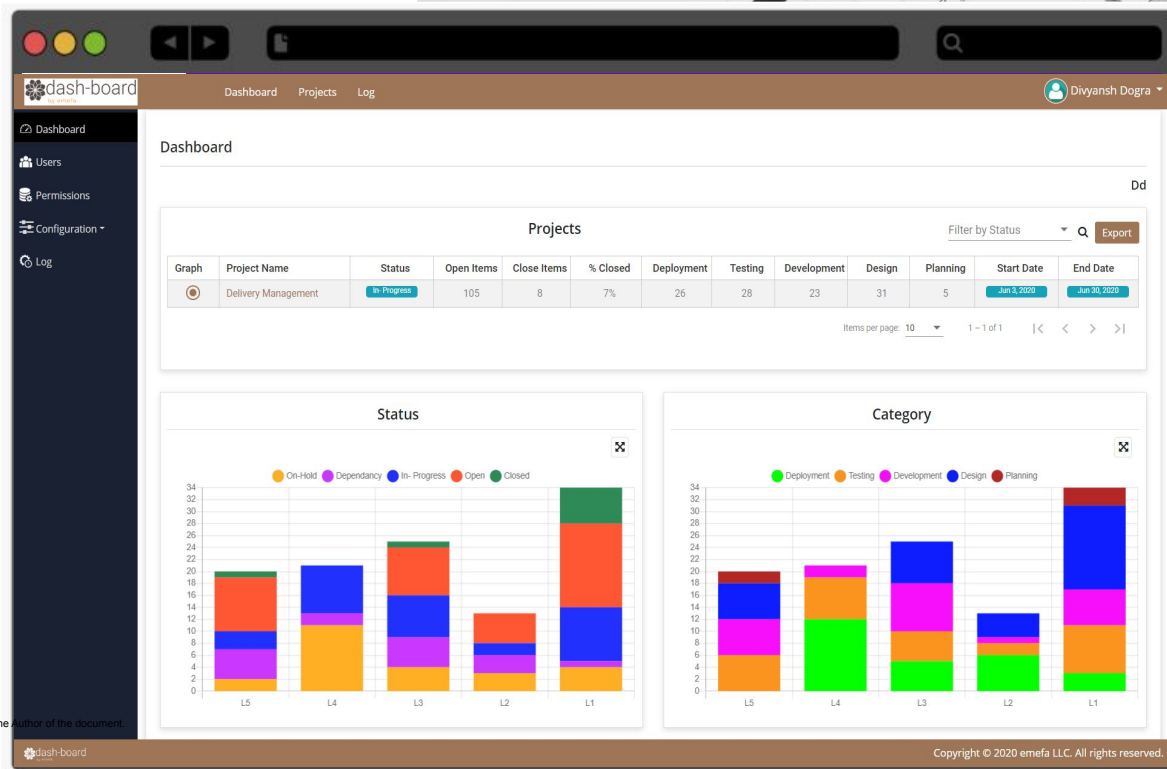 dash-board
by emefa
Dashboard Projects Log
Divyansh Dogra
Dashboard
Users
Permissions
Configuration
Log
Dashboard
Dd
Projects
Filter by Status
Export
Graph Project Name Status Open Items Close Items % Closed Deployment Testing Development Design Planning Start Date End Date
Delivery Management In- Progress 105 8 7% 26 28 23 31 5 Jun 3, 2020 Jun 30, 2020
Items per page: 10 1 – 1 of 1
Status
On-Hold Dependancy In- Progress Open Closed
34
32
30
28
26
24
22
20
18
16
14
12
10
8
6
4
2
0
L5 L4 L3 L2 L1
Category
Deployment Testing Development Design Planning
34
32
30
28
26
24
22
20
18
16
14
12
10
8
6
4
2
0
L5 L4 L3 L2 L1
Author of the document.
dash-board
Copyright © 2020 emefa LLC. All rights reserved.